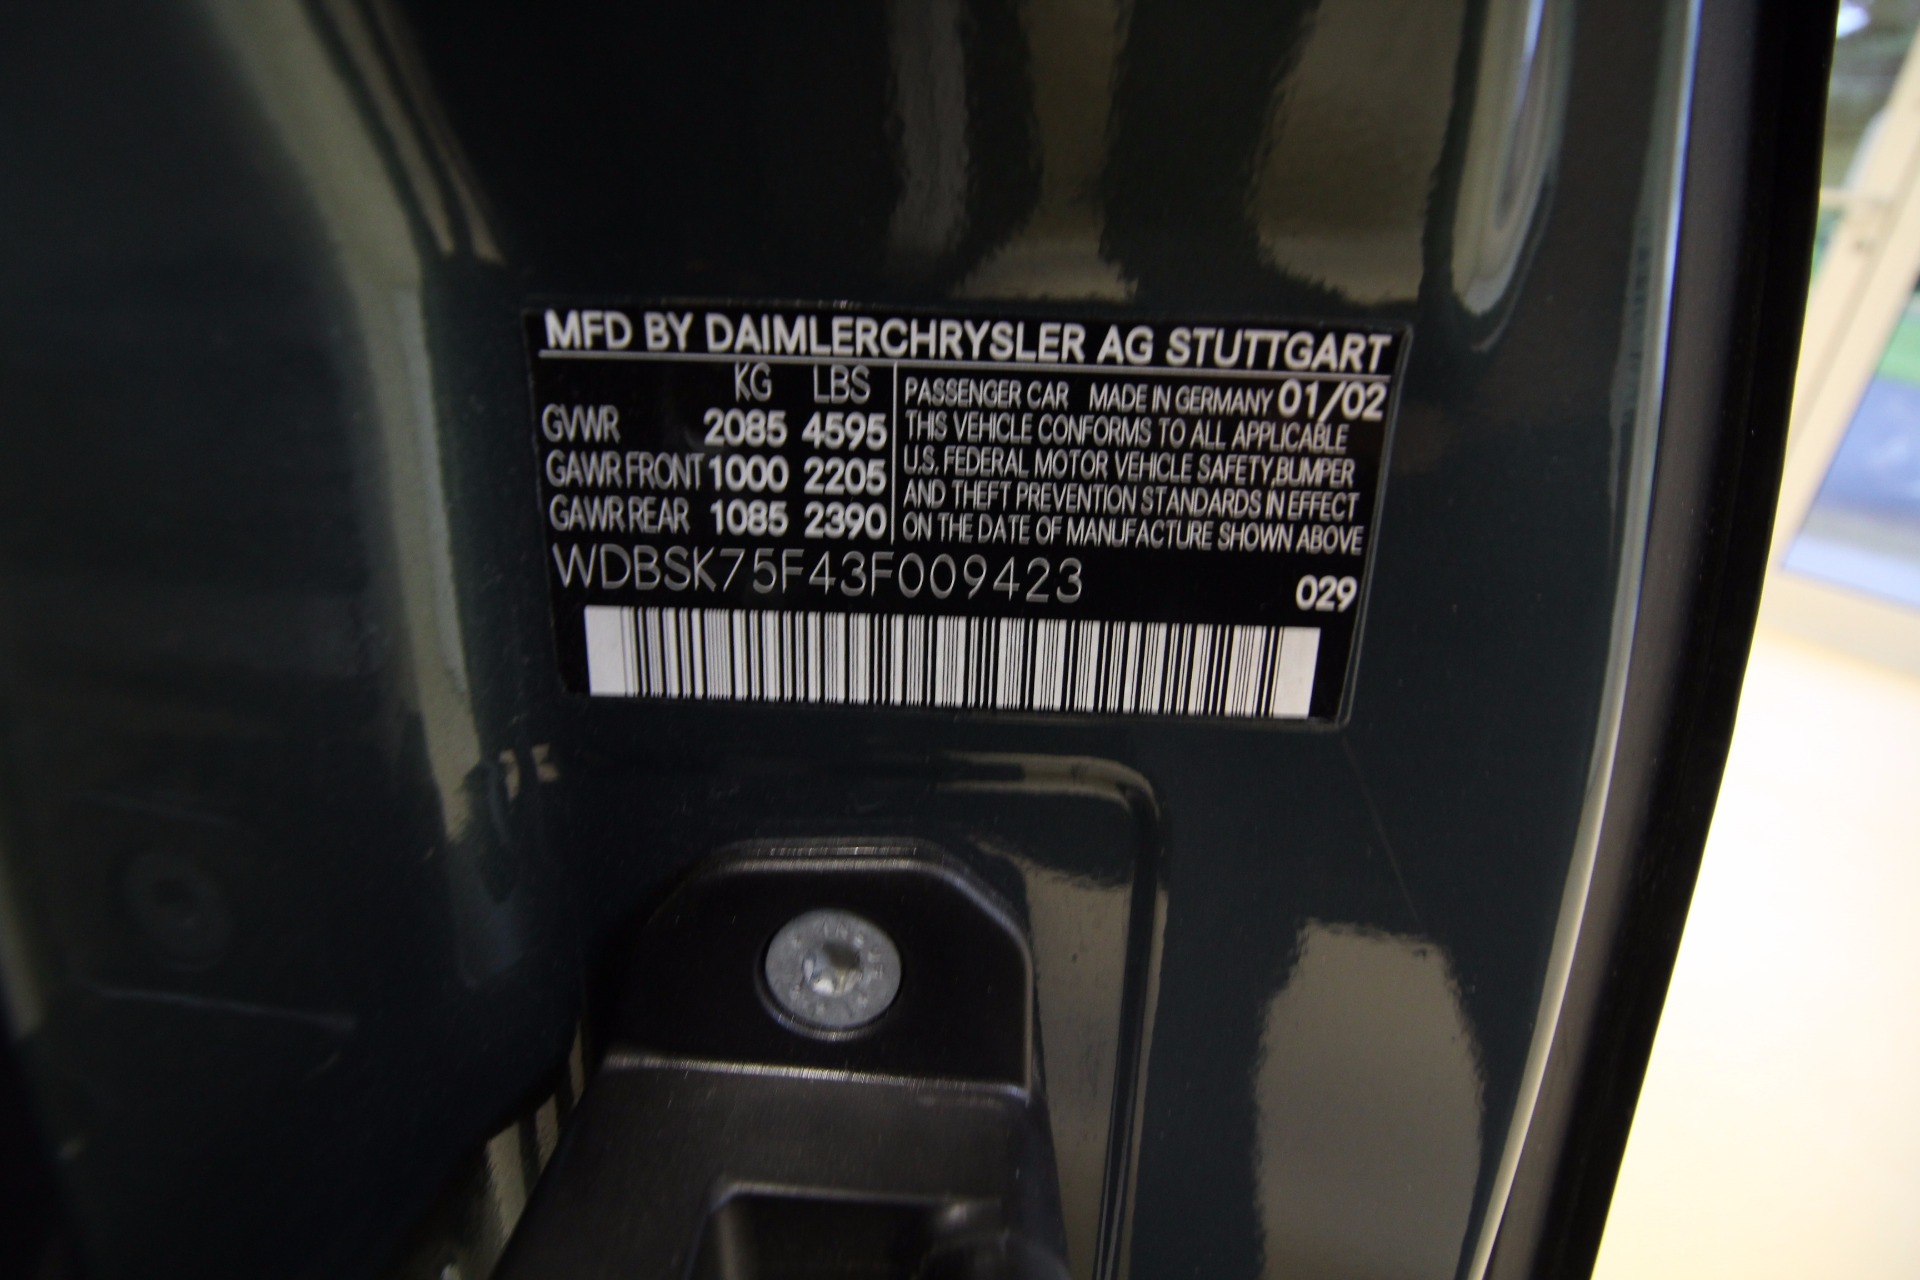 MFD BY DAIMLERCHRYSLER AG STUTTGART
KG LBS
GVWR 2085 4595
GAWR FRONT 1000 2205
GAWR REAR 1085 2390
PASSENGER CAR MADE IN GERMANY 01/02
THIS VEHICLE CONFORMS TO ALL APPLICABLE
U.S. FEDERAL MOTOR VEHICLE SAFETY, BUMPER
AND THEFT PREVENTION STANDARDS IN EFFECT
ON THE DATE OF MANUFACTURE SHOWN ABOVE
WDBSK75F43F009423
029